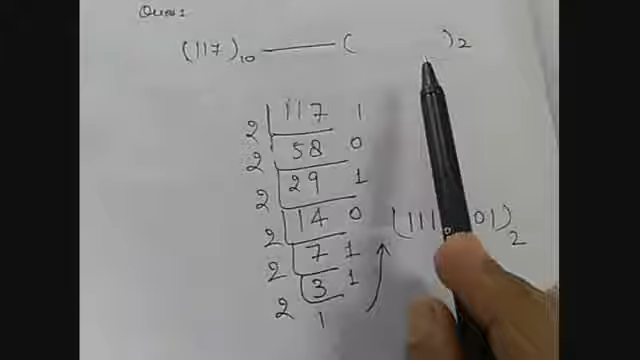 Ques 1
(117)₁₀ —— ( )₂
2 117 1
2 58 0
2 29 1
2 14 0
2 7 1
2 3 1
1
(111 01)₂